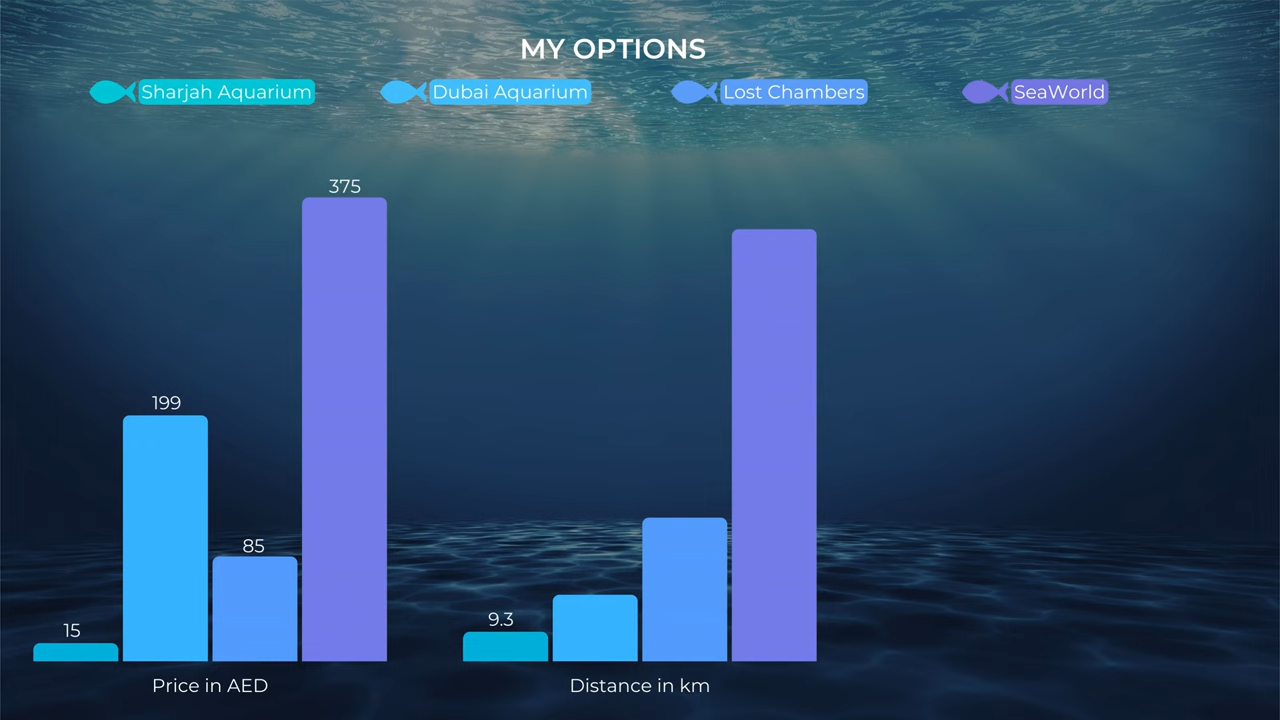 MY OPTIONS
Sharjah Aquarium
Dubai Aquarium
Lost Chambers
SeaWorld
375
199
85
15
9.3
Price in AED
Distance in km